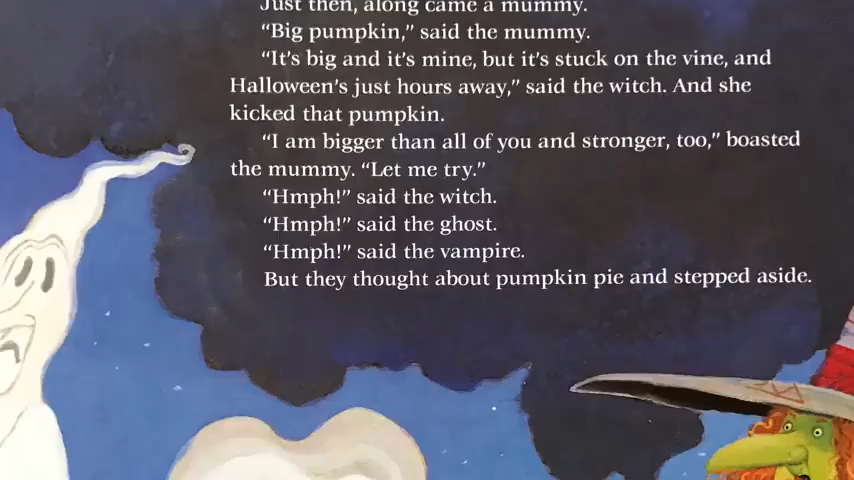 Just then, along came a mummy.
“Big pumpkin,” said the mummy.
“It’s big and it’s mine, but it’s stuck on the vine, and
Halloween’s just hours away,” said the witch. And she
kicked that pumpkin.
“I am bigger than all of you and stronger, too,” boasted
the mummy. “Let me try.”
“Hmph!” said the witch.
“Hmph!” said the ghost.
“Hmph!” said the vampire.
But they thought about pumpkin pie and stepped aside.